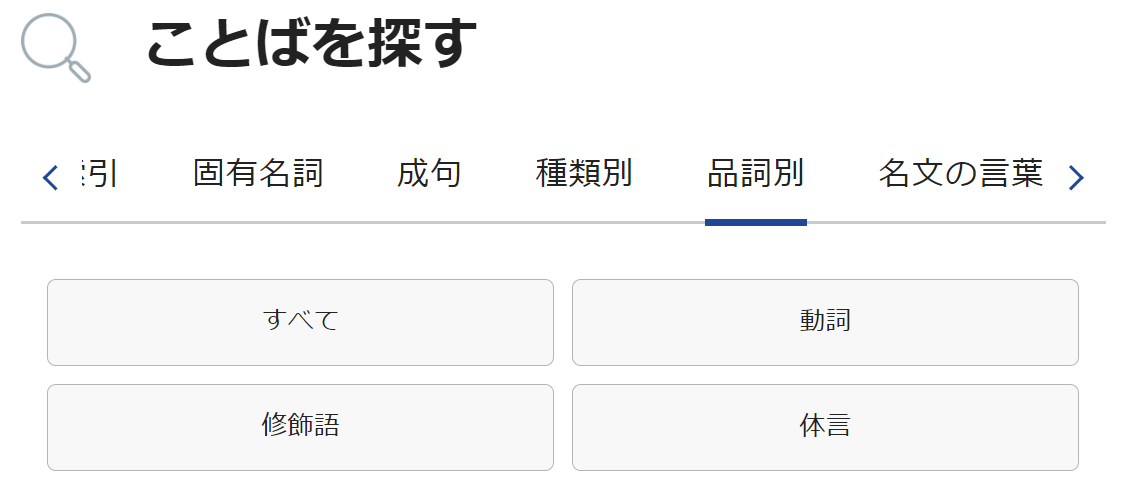 ことばを探す
引 固有名詞 成句 種類別 品詞別 名文の言葉
すべて 動詞
修飾語 体言